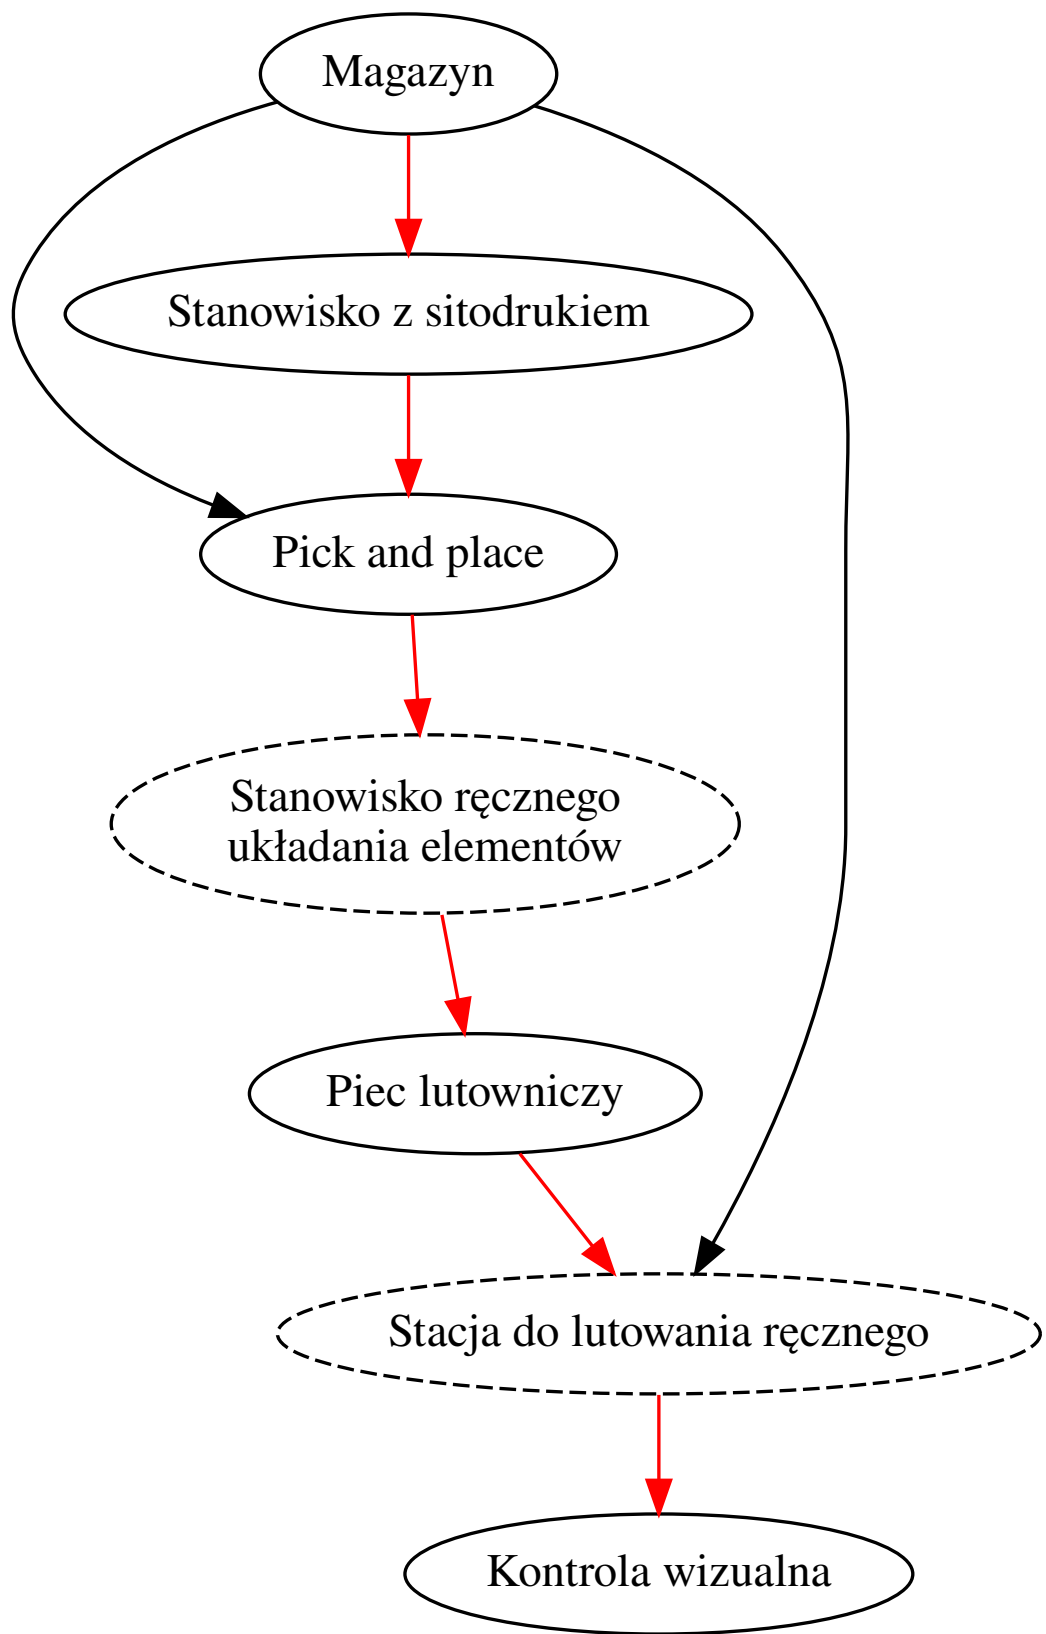 Magazyn
Stanowisko z sitodrukiem
Pick and place
Stanowisko ręcznego
układania elementów
Piec lutowniczy
Stacja do lutowania ręcznego
Kontrola wizualna